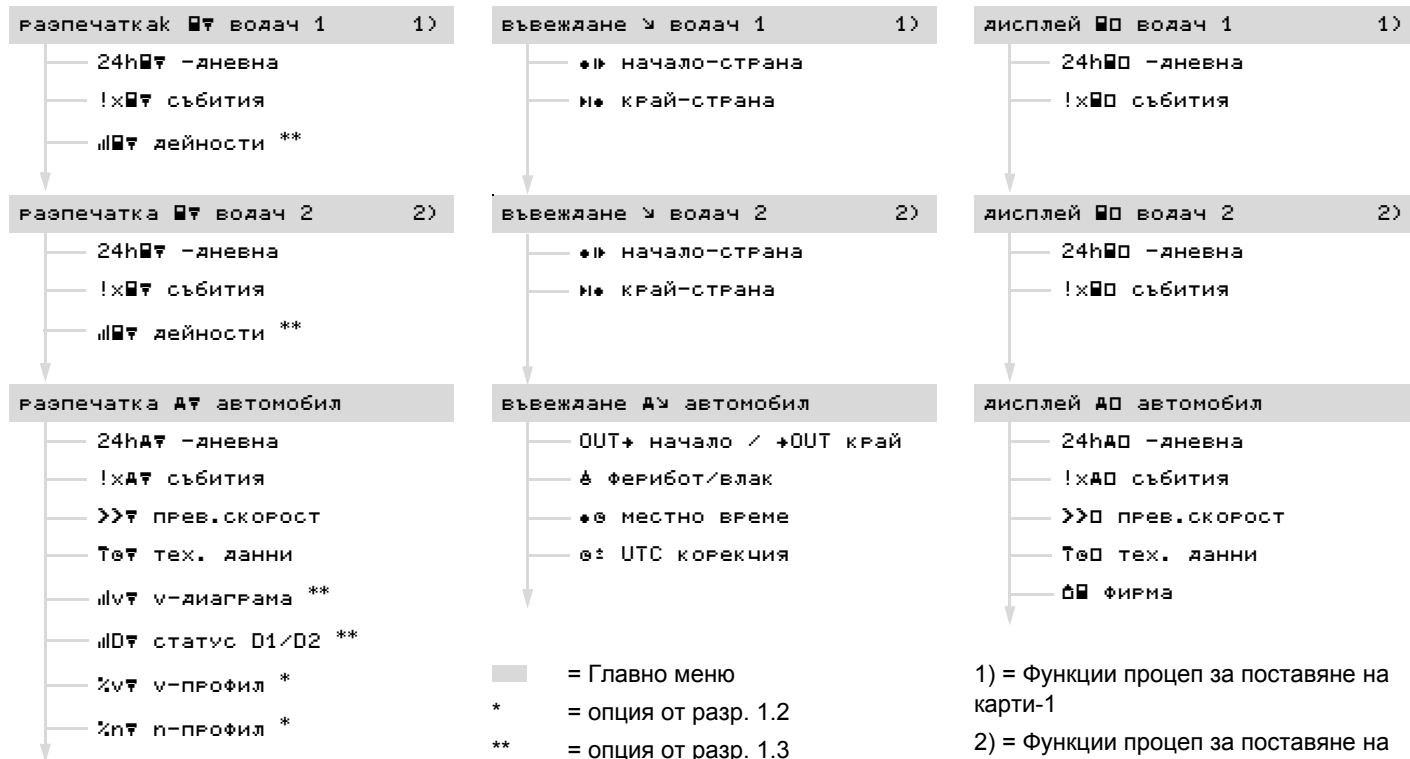 разпечаткаk водач 1 1)
24h -дневна
!x събития
дейности **
разпечатка водач 2 2)
24h -дневна
!x събития
дейности **
разпечатка автомобил
24h -дневна
!x събития
>> прев.скорост
тех. данни
v v-диаграма **
D статус D1/D2 **
%v v-профил *
%n n-профил *
въвеждане водач 1 1)
начало-страна
край-страна
въвеждане водач 2 2)
начало-страна
край-страна
въвеждане автомобил
OUT→ начало / →OUT край
ферибот/влак
местно време
UTC корекция
= Главно меню
* = опция от разр. 1.2
** = опция от разр. 1.3
дисплей водач 1 1)
24h -дневна
!x събития
дисплей водач 2 2)
24h -дневна
!x събития
дисплей автомобил
24h -дневна
!x събития
>> прев.скорост
тех. данни
фирма
1) = Функции процеп за поставяне на
карти-1
2) = Функции процеп за поставяне на